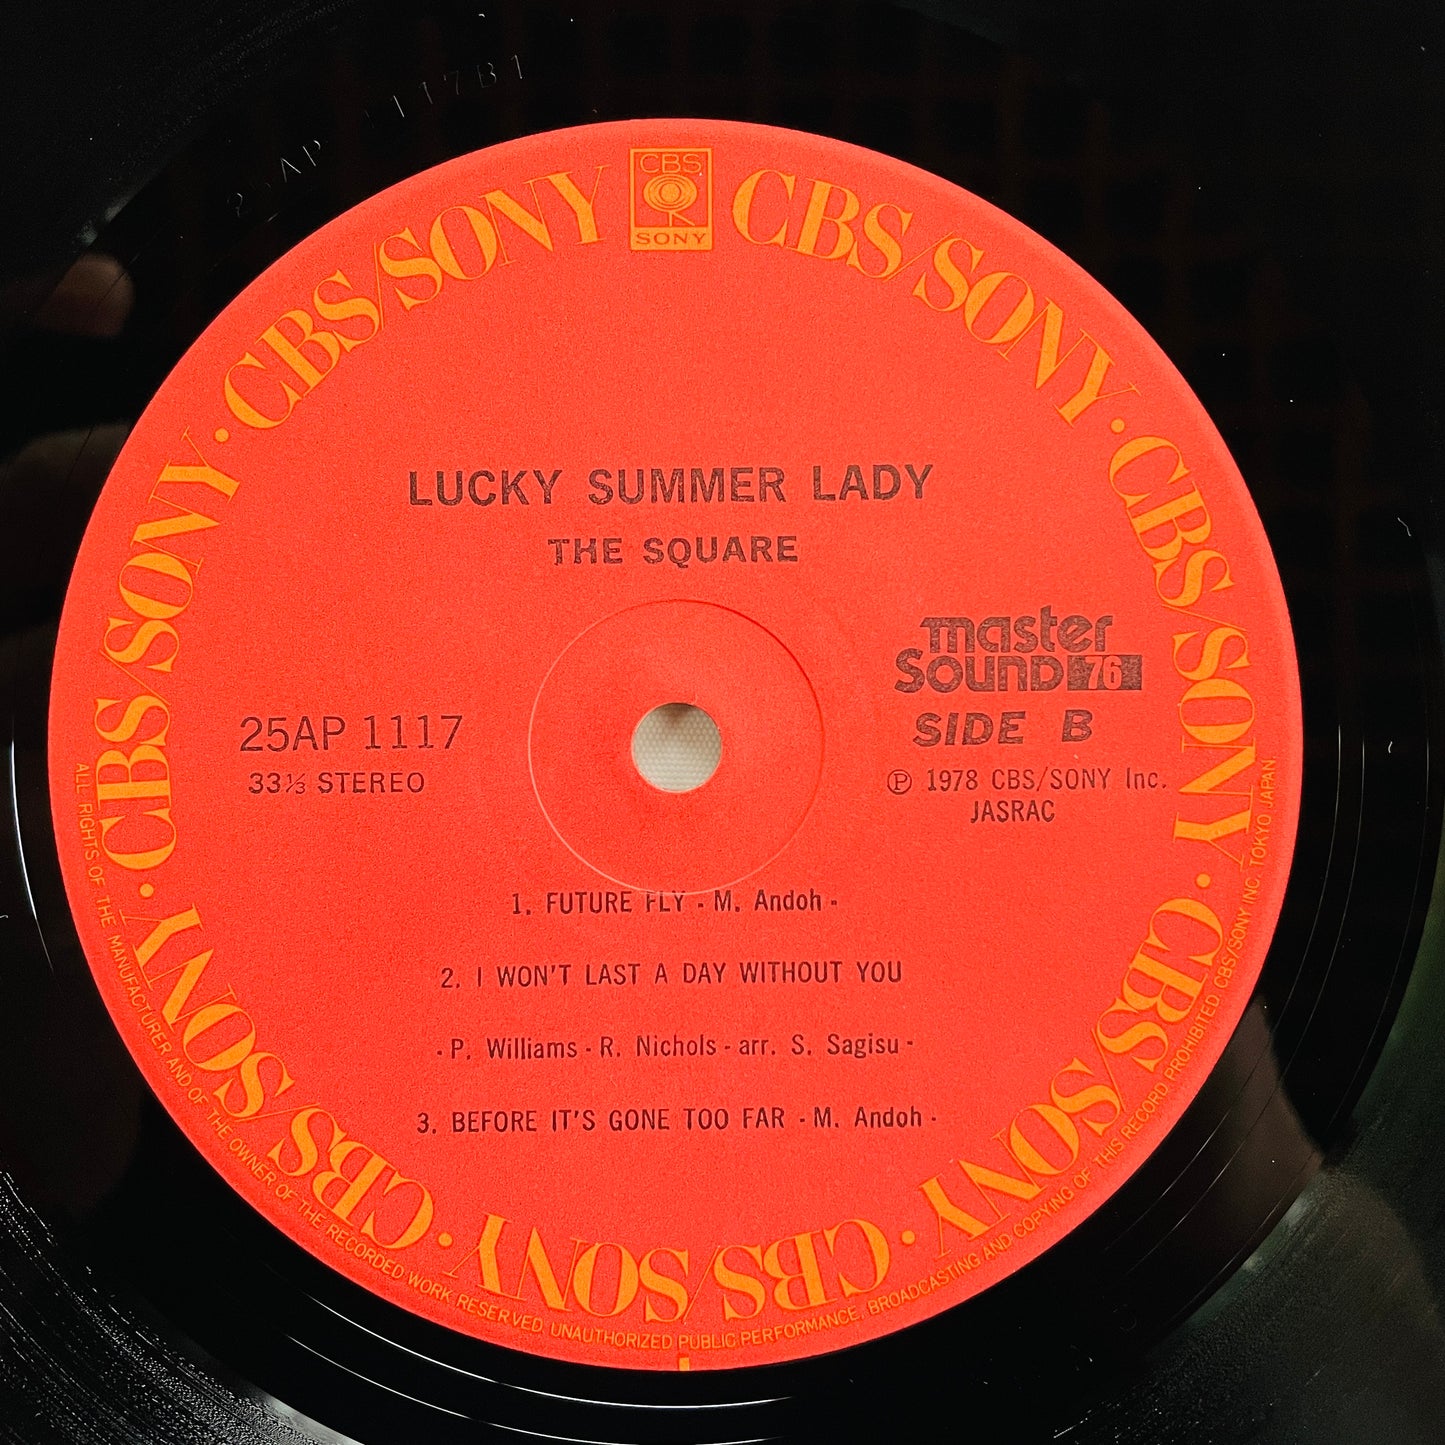 25AP 1117B1
CBS
SONY
CBS/SONY · CBS/SONY · CBS/SONY · CBS/SONY · CBS/SONY · CBS/SONY · CBS/SONY · CBS/SONY
LUCKY SUMMER LADY
THE SQUARE
master
Sound 76
25AP 1117
SIDE B
33⅓ STEREO
Ⓟ 1978 CBS/SONY Inc.
JASRAC
1. FUTURE FLY - M. Andoh -
2. I WON'T LAST A DAY WITHOUT YOU
- P. Williams - R. Nichols - arr. S. Sagisu -
3. BEFORE IT'S GONE TOO FAR - M. Andoh -
ALL RIGHTS OF THE MANUFACTURER AND OF THE OWNER OF THE RECORDED WORK RESERVED. UNAUTHORIZED PUBLIC PERFORMANCE, BROADCASTING AND COPYING OF THIS RECORD PROHIBITED. CBS/SONY INC. TOKYO JAPAN.